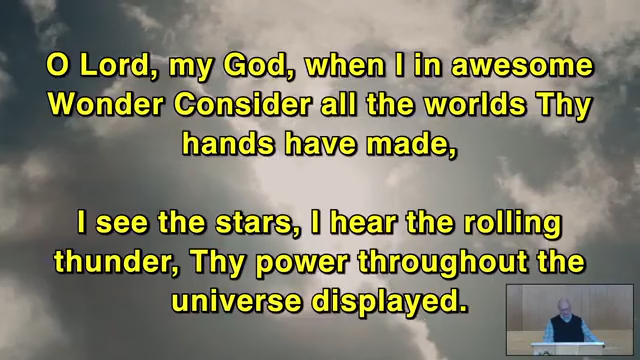 O Lord, my God, when I in awesome
Wonder Consider all the worlds Thy
hands have made,
I see the stars, I hear the rolling
thunder, Thy power throughout the
universe displayed.